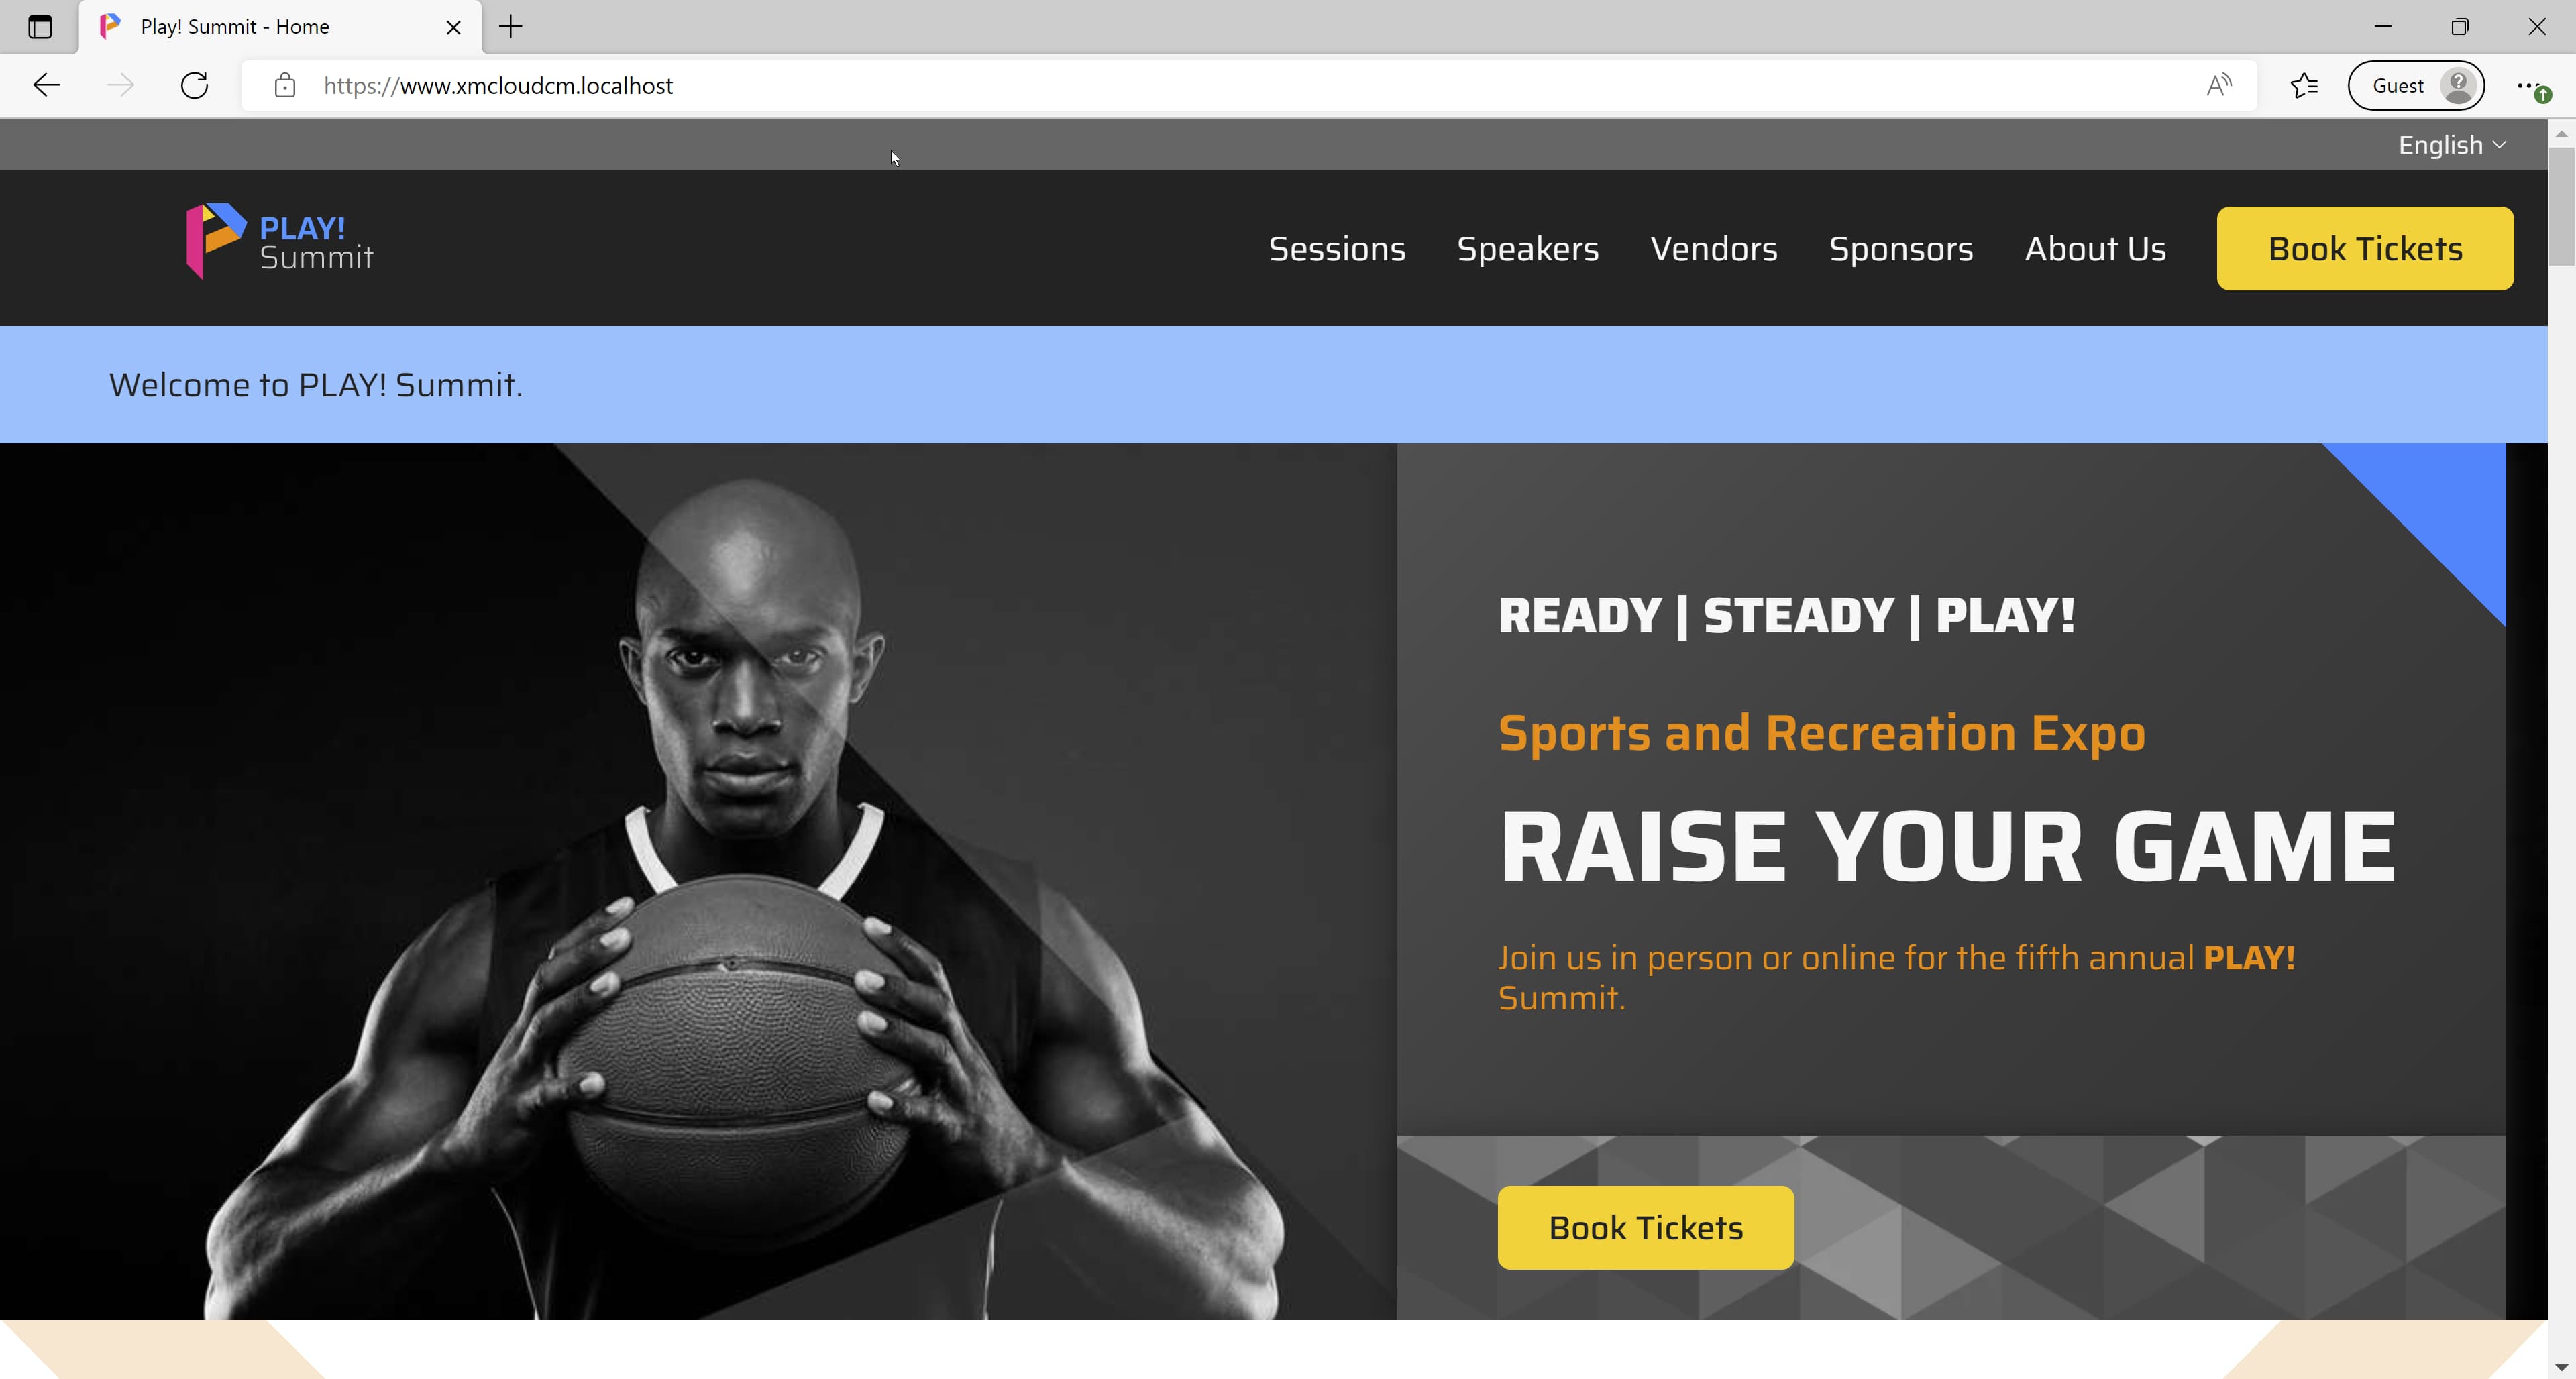 Play! Summit - Home
https://www.xmcloudcm.localhost
Guest
English
PLAY!
Summit
Sessions
Speakers
Vendors
Sponsors
About Us
Book Tickets
Welcome to PLAY! Summit.
READY | STEADY | PLAY!
Sports and Recreation Expo
RAISE YOUR GAME
Join us in person or online for the fifth annual PLAY!
Summit.
Book Tickets